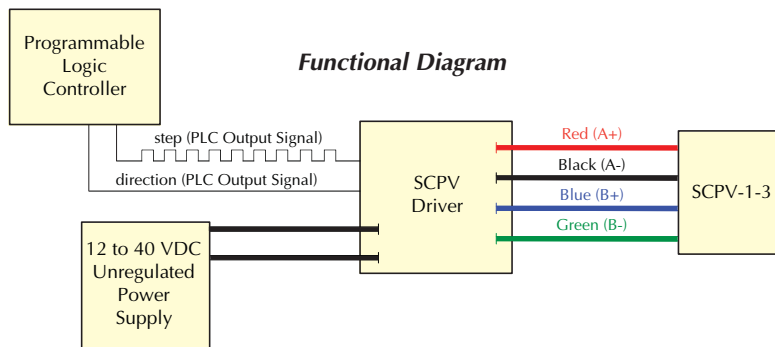 Programmable
Logic
Controller
Functional Diagram
step (PLC Output Signal)
direction (PLC Output Signal)
SCPV
Driver
Red (A+)
Black (A-)
Blue (B+)
Green (B-)
SCPV-1-3
12 to 40 VDC
Unregulated
Power
Supply